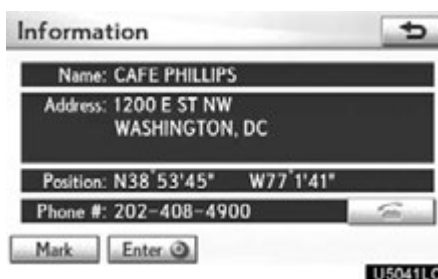 Information
Name: CAFE PHILLIPS
Address: 1200 E ST NW
WASHINGTON, DC
Position: N38°53'45" W77°1'41"
Phone #: 202-408-4900
Mark Enter
U5041LC